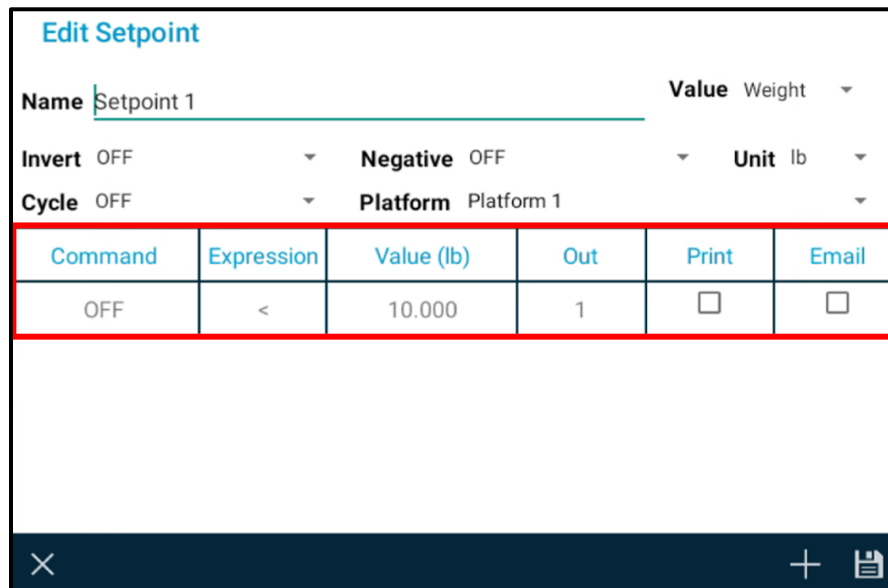 Edit Setpoint
Name Setpoint 1 Value Weight
Invert OFF Negative OFF Unit lb
Cycle OFF Platform Platform 1
Command Expression Value (lb) Out Print Email
OFF < 10.000 1